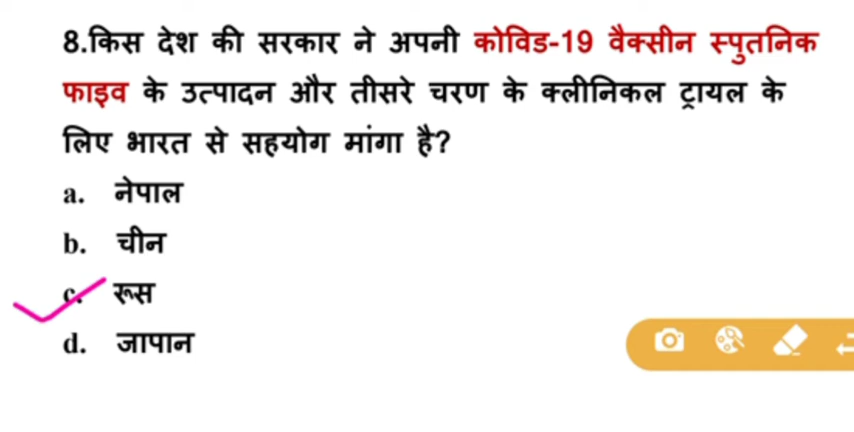 8.किस देश की सरकार ने अपनी कोविड-19 वैक्सीन स्पुतनिक
फाइव के उत्पादन और तीसरे चरण के क्लीनिकल ट्रायल के
लिए भारत से सहयोग मांगा है?
a. नेपाल
b. चीन
c. रूस
d. जापान